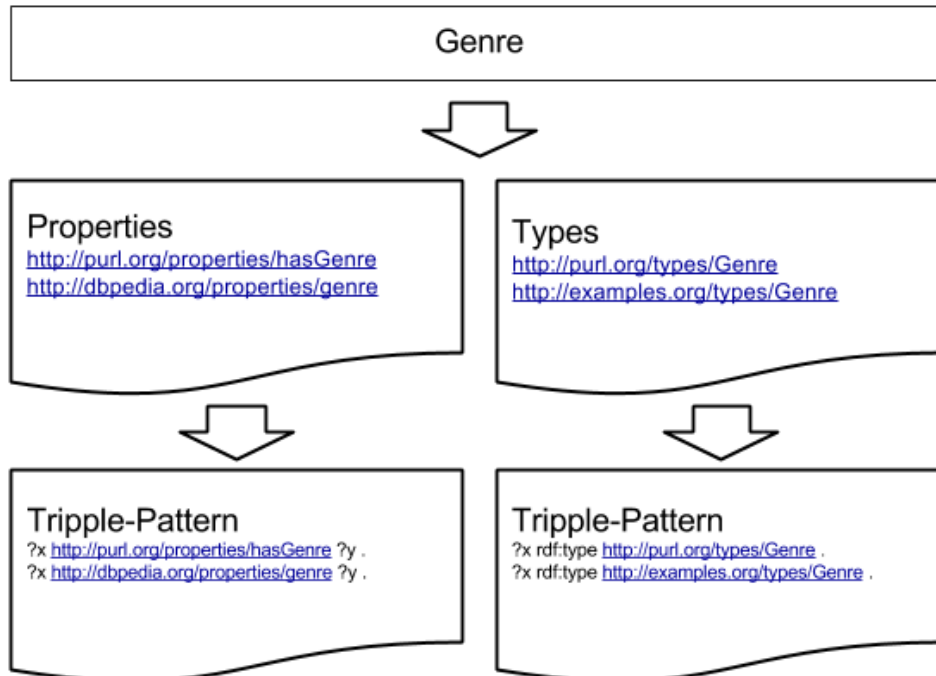 Genre
Properties
http://purl.org/properties/hasGenre
http://dbpedia.org/properties/genre
Types
http://purl.org/types/Genre
http://examples.org/types/Genre
Tripple-Pattern
?x http://purl.org/properties/hasGenre ?y .
?x http://dbpedia.org/properties/genre ?y .
Tripple-Pattern
?x rdf:type http://purl.org/types/Genre .
?x rdf:type http://examples.org/types/Genre .